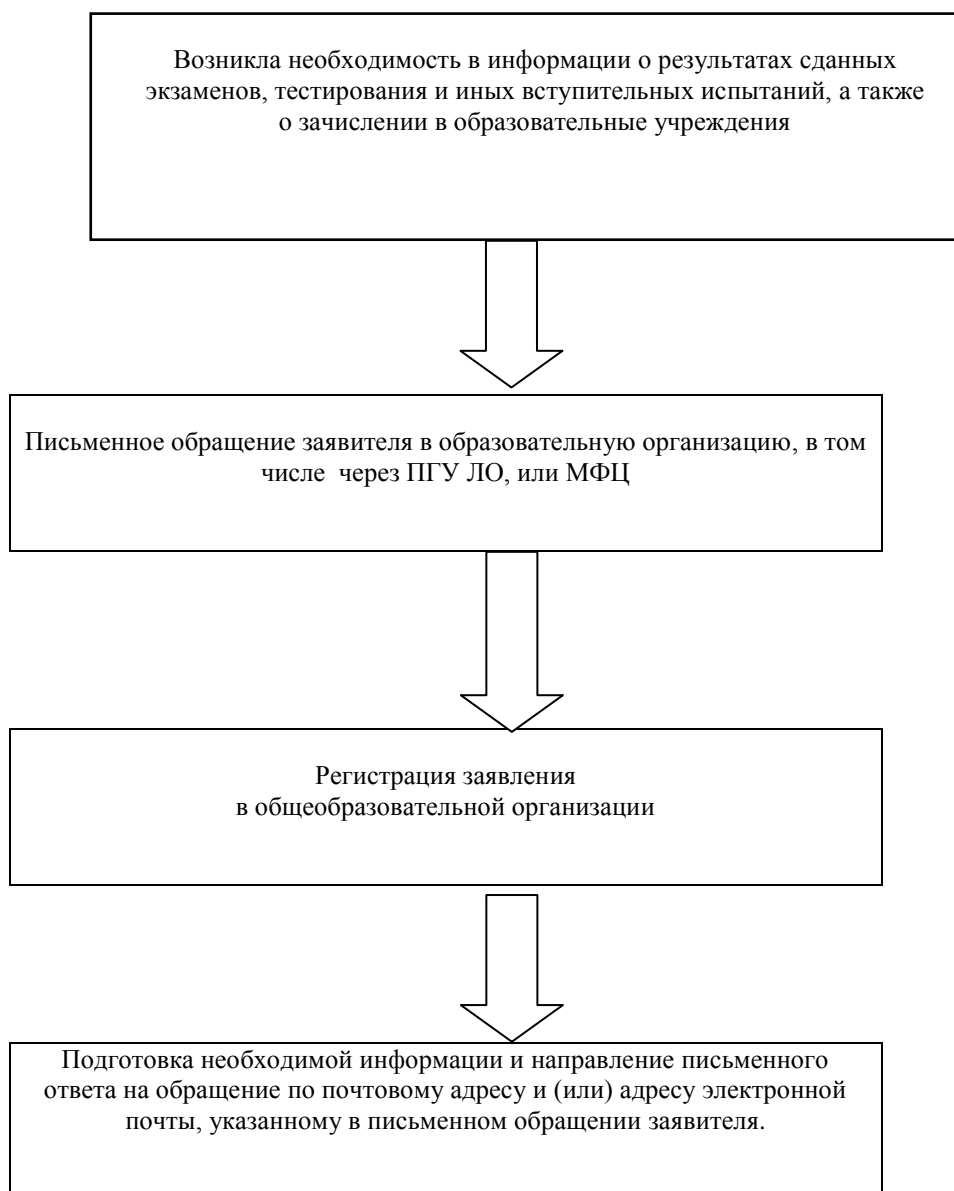 Возникла необходимость в информации о результатах сданных
экзаменов, тестирования и иных вступительных испытаний, а также
о зачислении в образовательные учреждения
Письменное обращение заявителя в образовательную организацию, в том
числе  через ПГУ ЛО, или МФЦ
Регистрация заявления
в общеобразовательной организации
Подготовка необходимой информации и направление письменного
ответа на обращение по почтовому адресу и (или) адресу электронной
почты, указанному в письменном обращении заявителя.